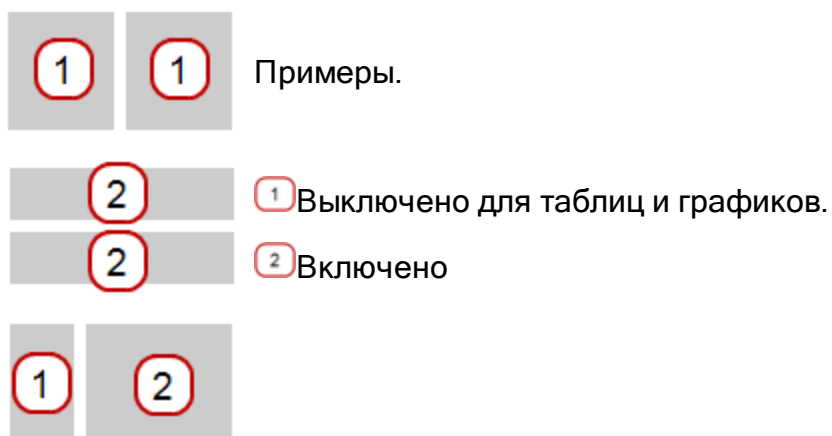 1 1 Примеры.
2 1 Выключено для таблиц и графиков.
2 2 Включено
1 2